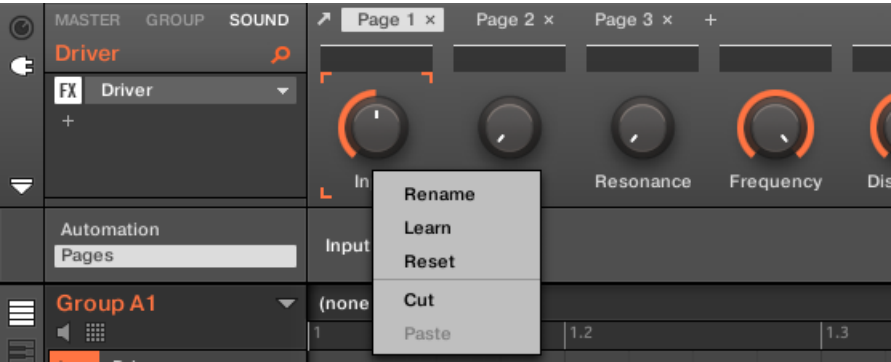 MASTER GROUP SOUND
Page 1 × Page 2 × Page 3 × +
Driver
FX Driver
+
In Resonance Frequency Dis
Rename
Learn
Reset
Cut
Paste
Automation
Pages
Input
Group A1
(none
1 1.2 1.3